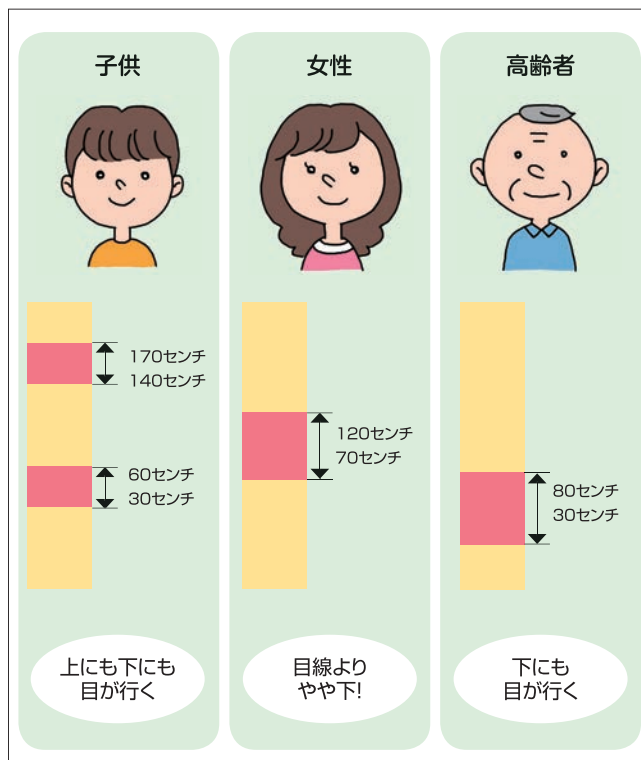 子供
170センチ
140センチ
60センチ
30センチ
上にも下にも
目が行く
女性
120センチ
70センチ
目線より
やや下!
高齢者
80センチ
30センチ
下にも
目が行く